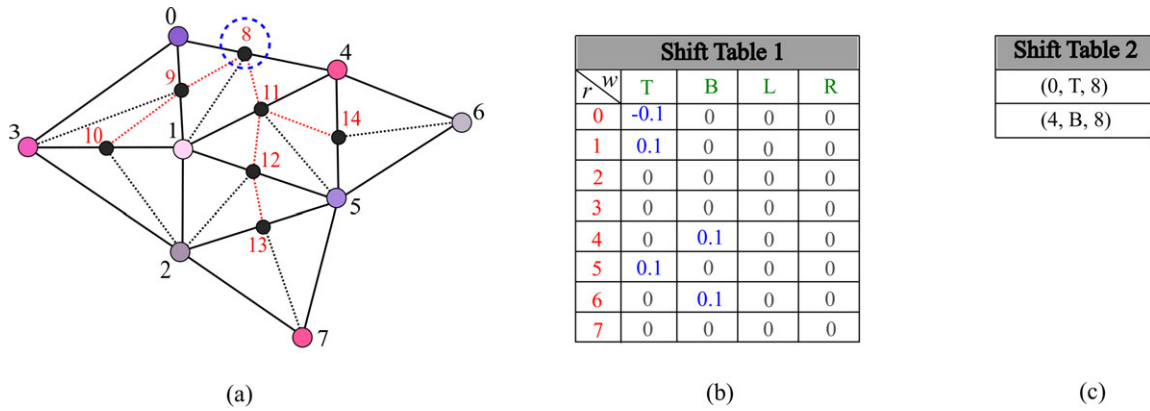 0
8
4
9
11
3
10
1
14
6
12
5
2
13
7
(a)
Shift Table 1
r w T B L R
0 -0.1 0 0 0
1 0.1 0 0 0
2 0 0 0 0
3 0 0 0 0
4 0 0.1 0 0
5 0.1 0 0 0
6 0 0.1 0 0
7 0 0 0 0
(b)
Shift Table 2
(0, T, 8)
(4, B, 8)
(c)